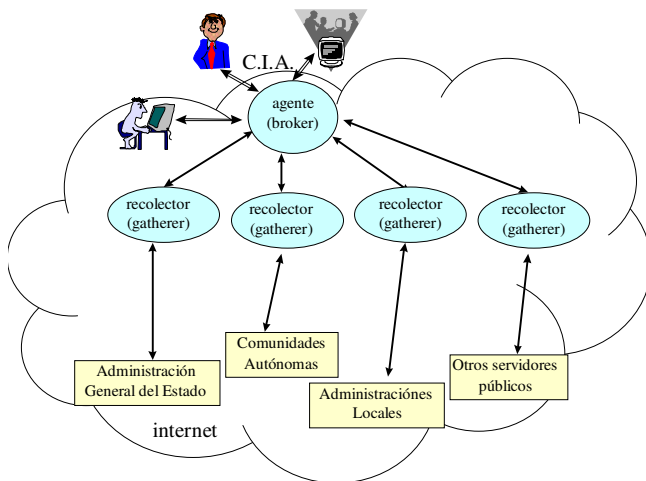 C.I.A.
agente
(broker)
recolector
(gatherer)
recolector
(gatherer)
recolector
(gatherer)
recolector
(gatherer)
Administración
General del Estado
Comunidades
Autónomas
Administraciónes
Locales
Otros servidores
públicos
internet